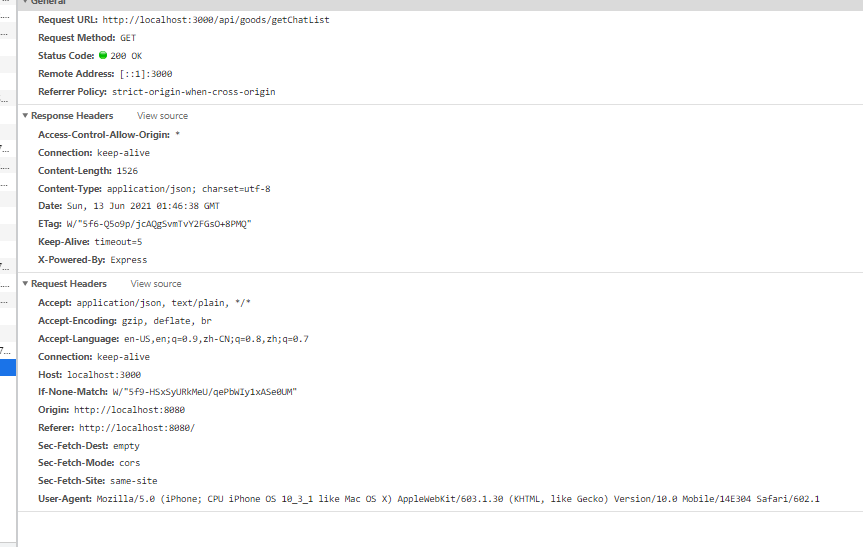 General
Request URL: http://localhost:3000/api/goods/getChatList
Request Method: GET
Status Code: 200 OK
Remote Address: [::1]:3000
Referrer Policy: strict-origin-when-cross-origin
Response Headers View source
Access-Control-Allow-Origin: *
Connection: keep-alive
Content-Length: 1526
Content-Type: application/json; charset=utf-8
Date: Sun, 13 Jun 2021 01:46:38 GMT
ETag: W/"5f6-Q5o9p/jcAQgSvmTvY2FGsO+8PMQ"
Keep-Alive: timeout=5
X-Powered-By: Express
Request Headers View source
Accept: application/json, text/plain, */*
Accept-Encoding: gzip, deflate, br
Accept-Language: en-US,en;q=0.9,zh-CN;q=0.8,zh;q=0.7
Connection: keep-alive
Host: localhost:3000
If-None-Match: W/"5f9-HSxSyURkMeU/qePbWIy1xASe0UM"
Origin: http://localhost:8080
Referer: http://localhost:8080/
Sec-Fetch-Dest: empty
Sec-Fetch-Mode: cors
Sec-Fetch-Site: same-site
User-Agent: Mozilla/5.0 (iPhone; CPU iPhone OS 10_3_1 like Mac OS X) AppleWebKit/603.1.30 (KHTML, like Gecko) Version/10.0 Mobile/14E304 Safari/602.1